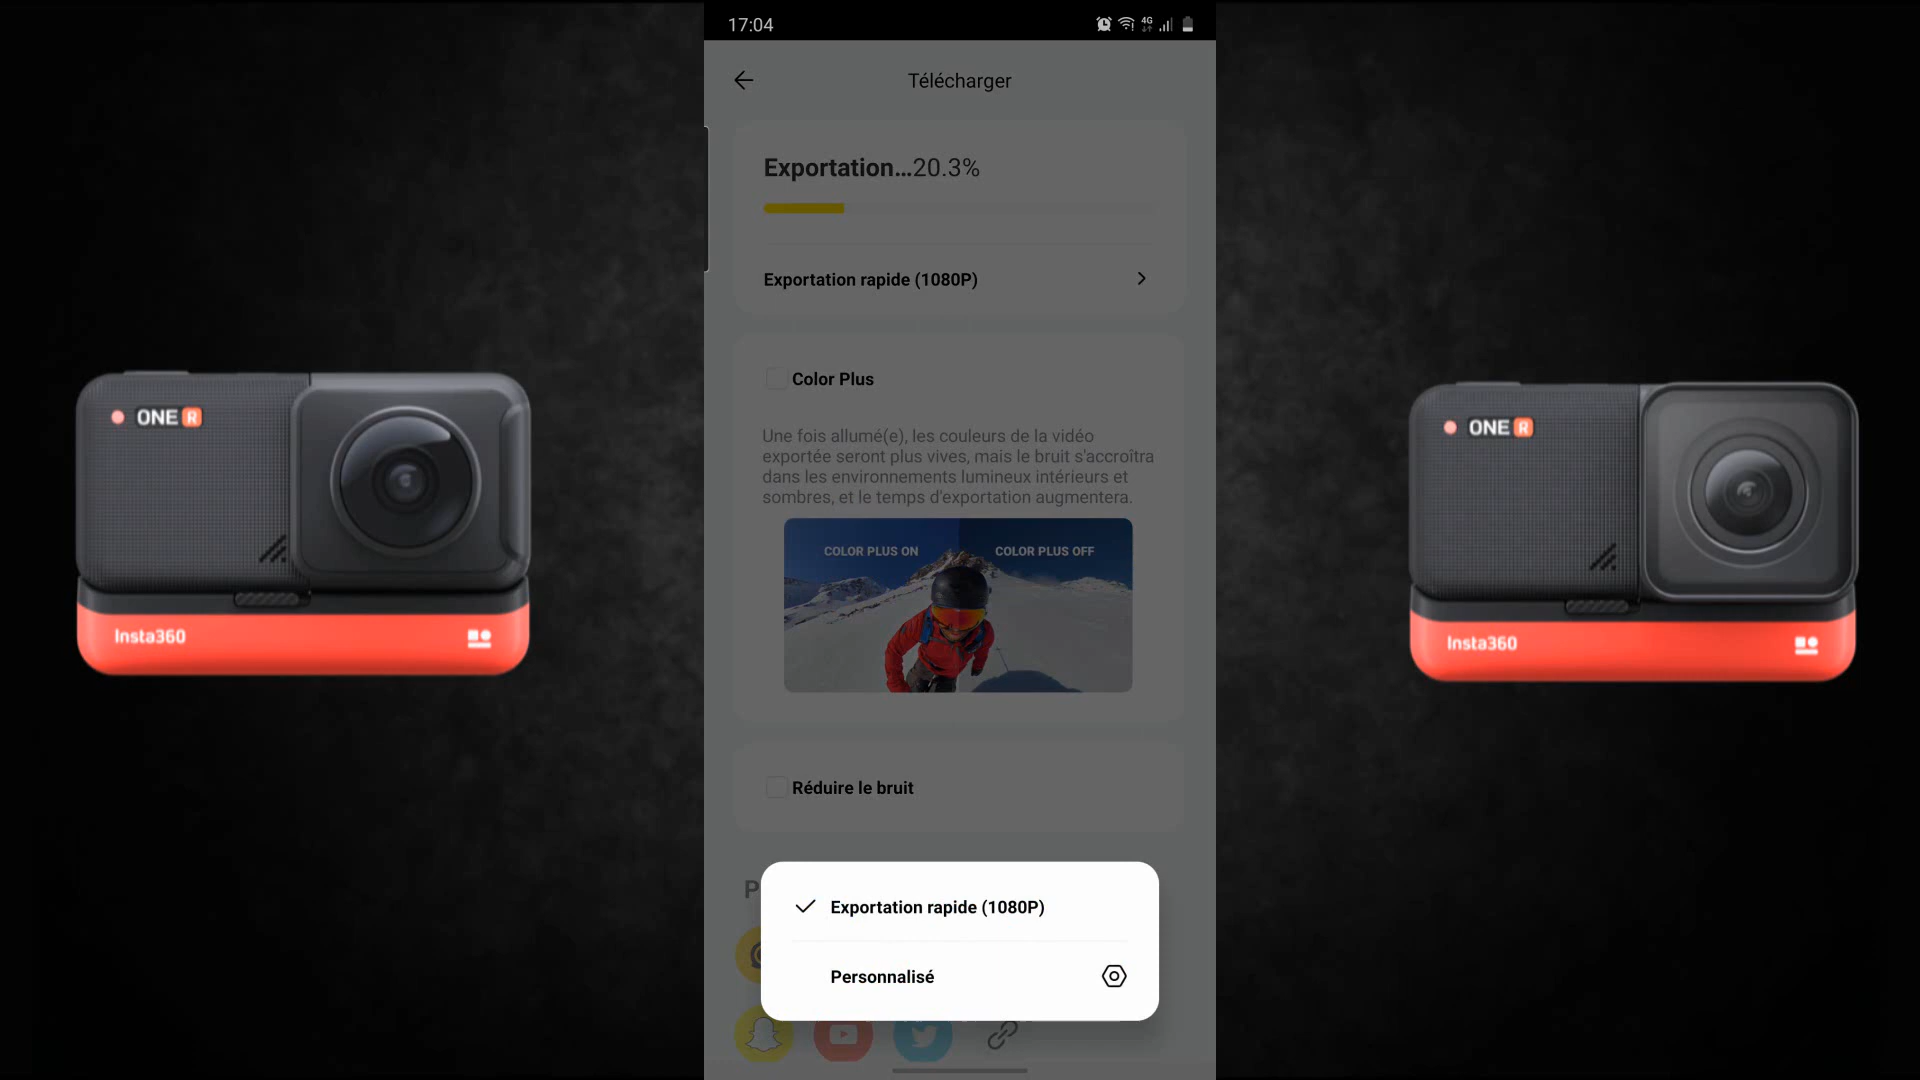 17:04
4G
Télécharger
Exportation...20.3%
Exportation rapide (1080P)
Color Plus
Une fois allumé(e), les couleurs de la vidéo
exportée seront plus vives, mais le bruit s'accroîtra
dans les environnements lumineux intérieurs et
sombres, et le temps d'exportation augmentera.
COLOR PLUS ON
COLOR PLUS OFF
Réduire le bruit
P
Exportation rapide (1080P)
Personnalisé
ONE R
Insta360
ONE R
Insta360